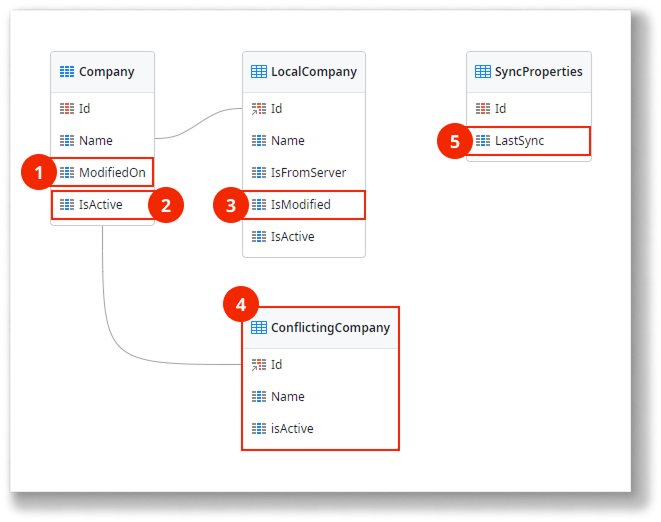 Company
Id
Name
1 ModifiedOn
IsActive 2
LocalCompany
Id
Name
IsFromServer
3 IsModified
IsActive
SyncProperties
Id
5 LastSync
4
ConflictingCompany
Id
Name
isActive